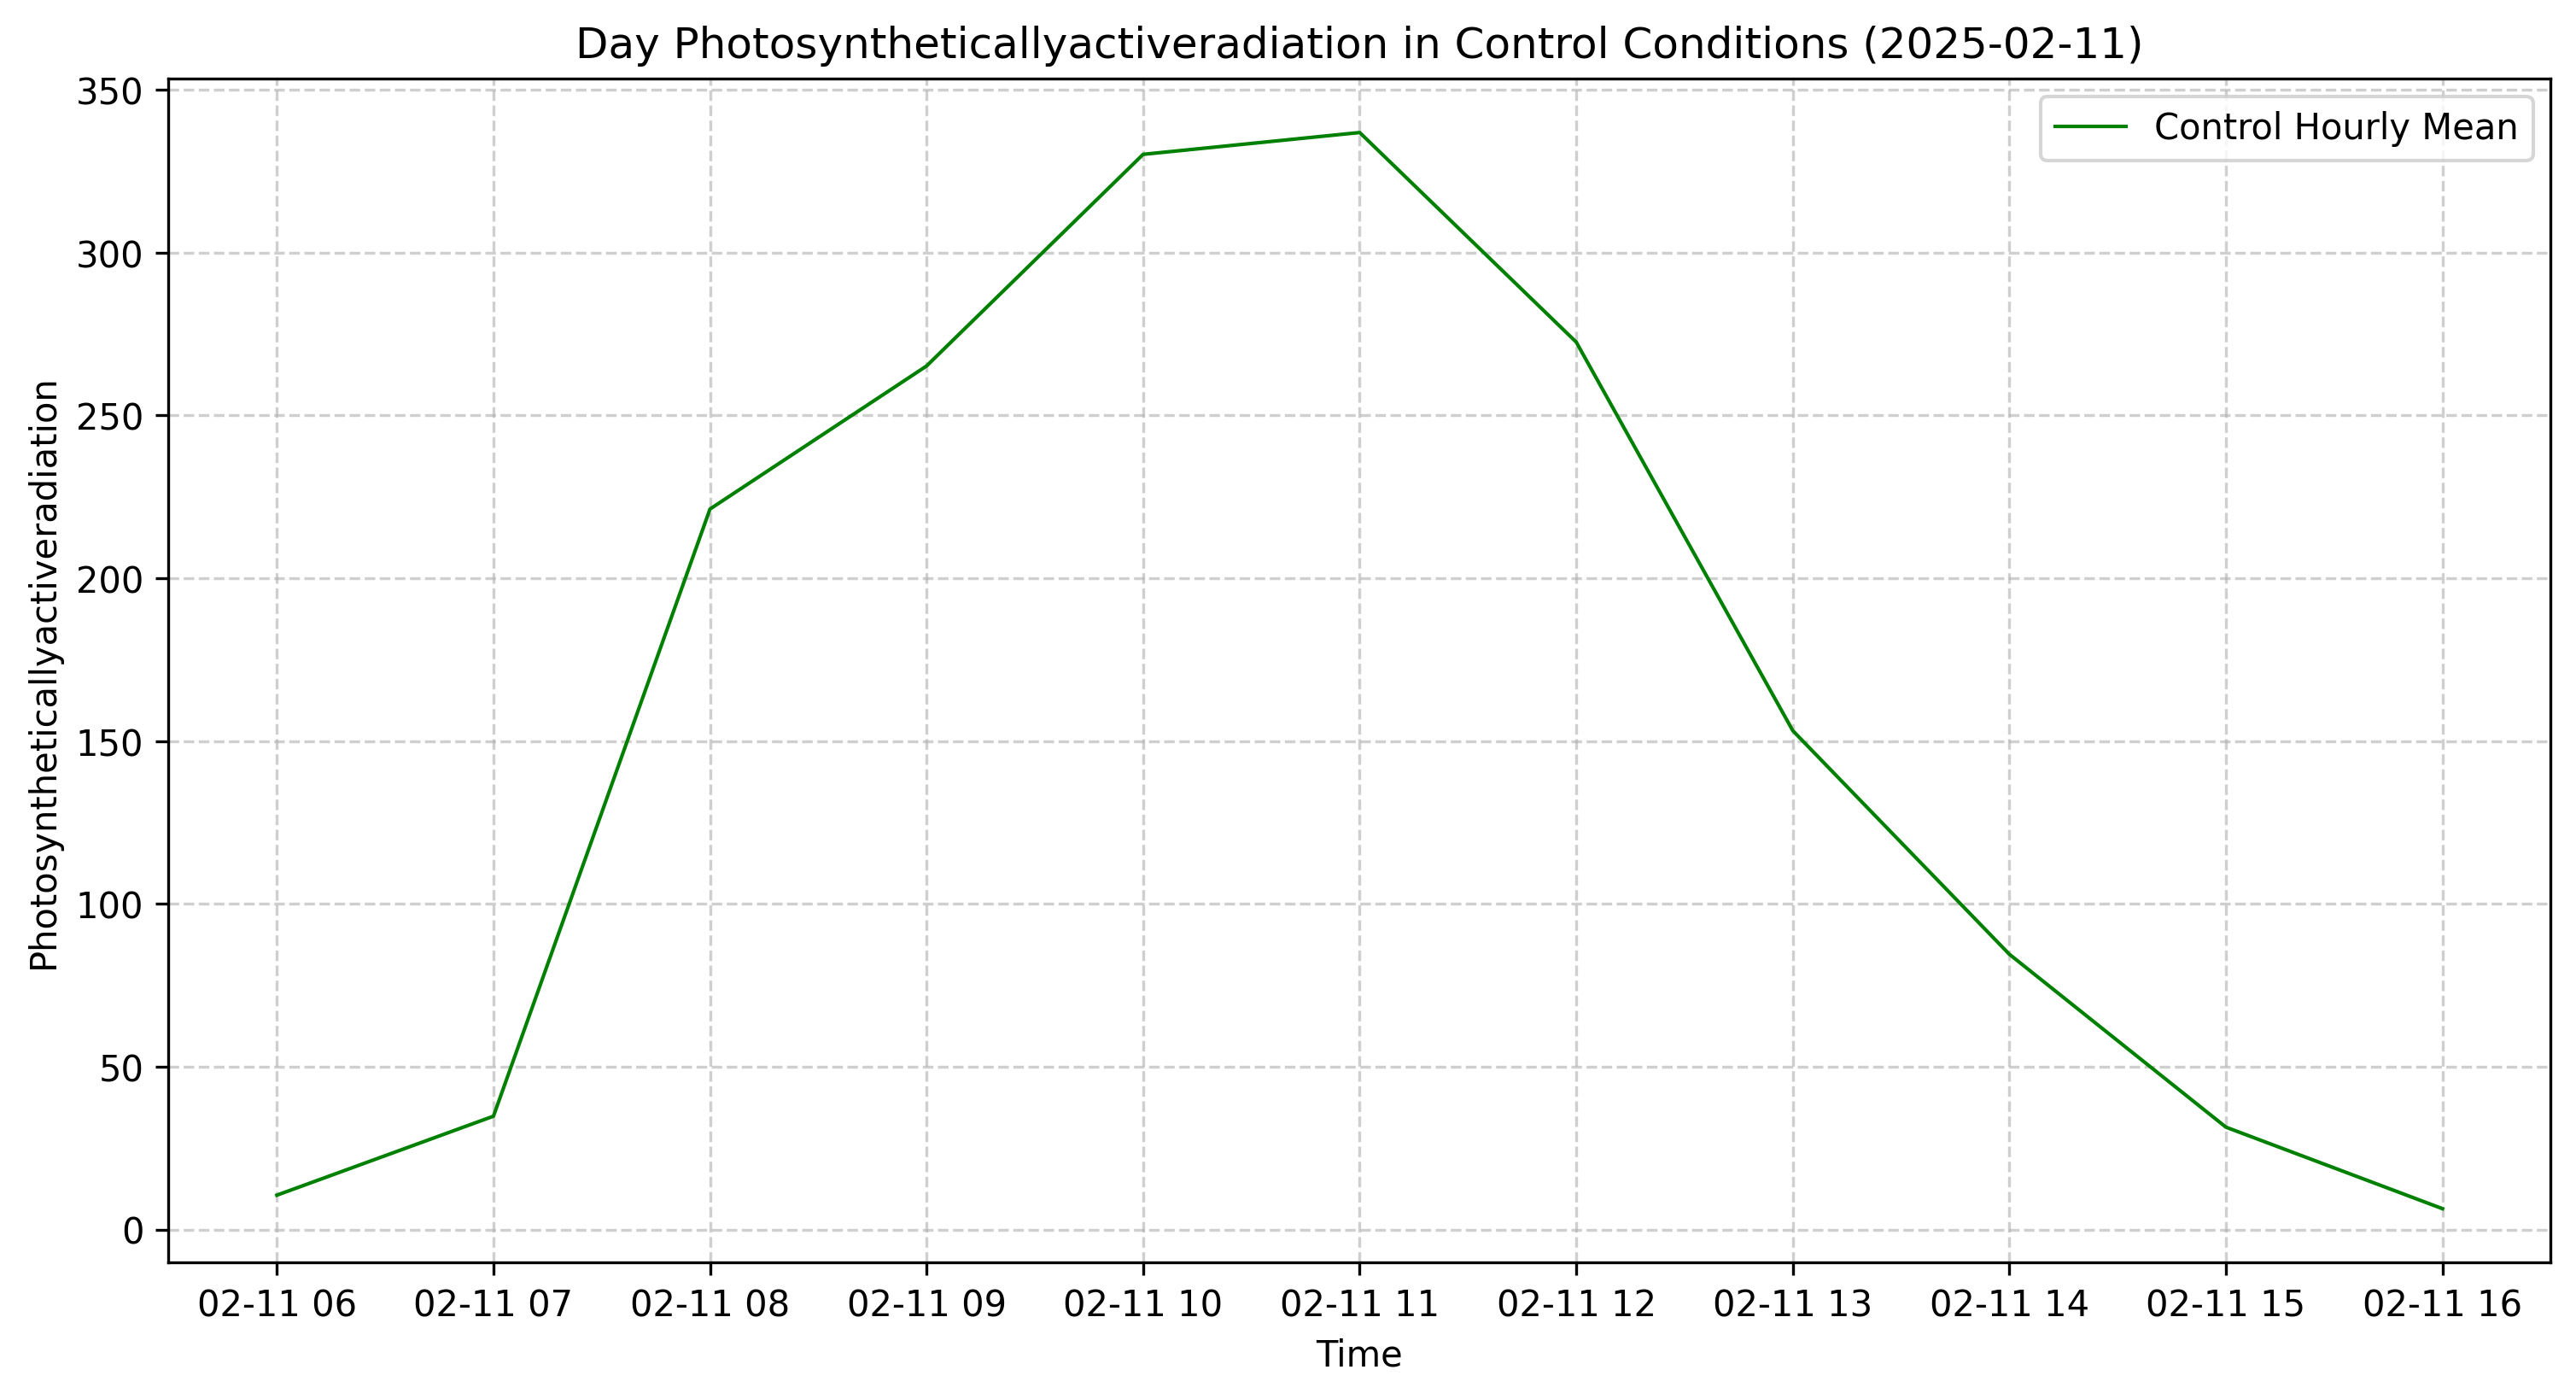 Day Photosyntheticallyactiveradiation in Control Conditions (2025-02-11)
Control Hourly Mean
Photosyntheticallyactiveradiation
350
300
250
200
150
100
50
0
02-11 06 02-11 07 02-11 08 02-11 09 02-11 10 02-11 11 02-11 12 02-11 13 02-11 14 02-11 15 02-11 16
Time